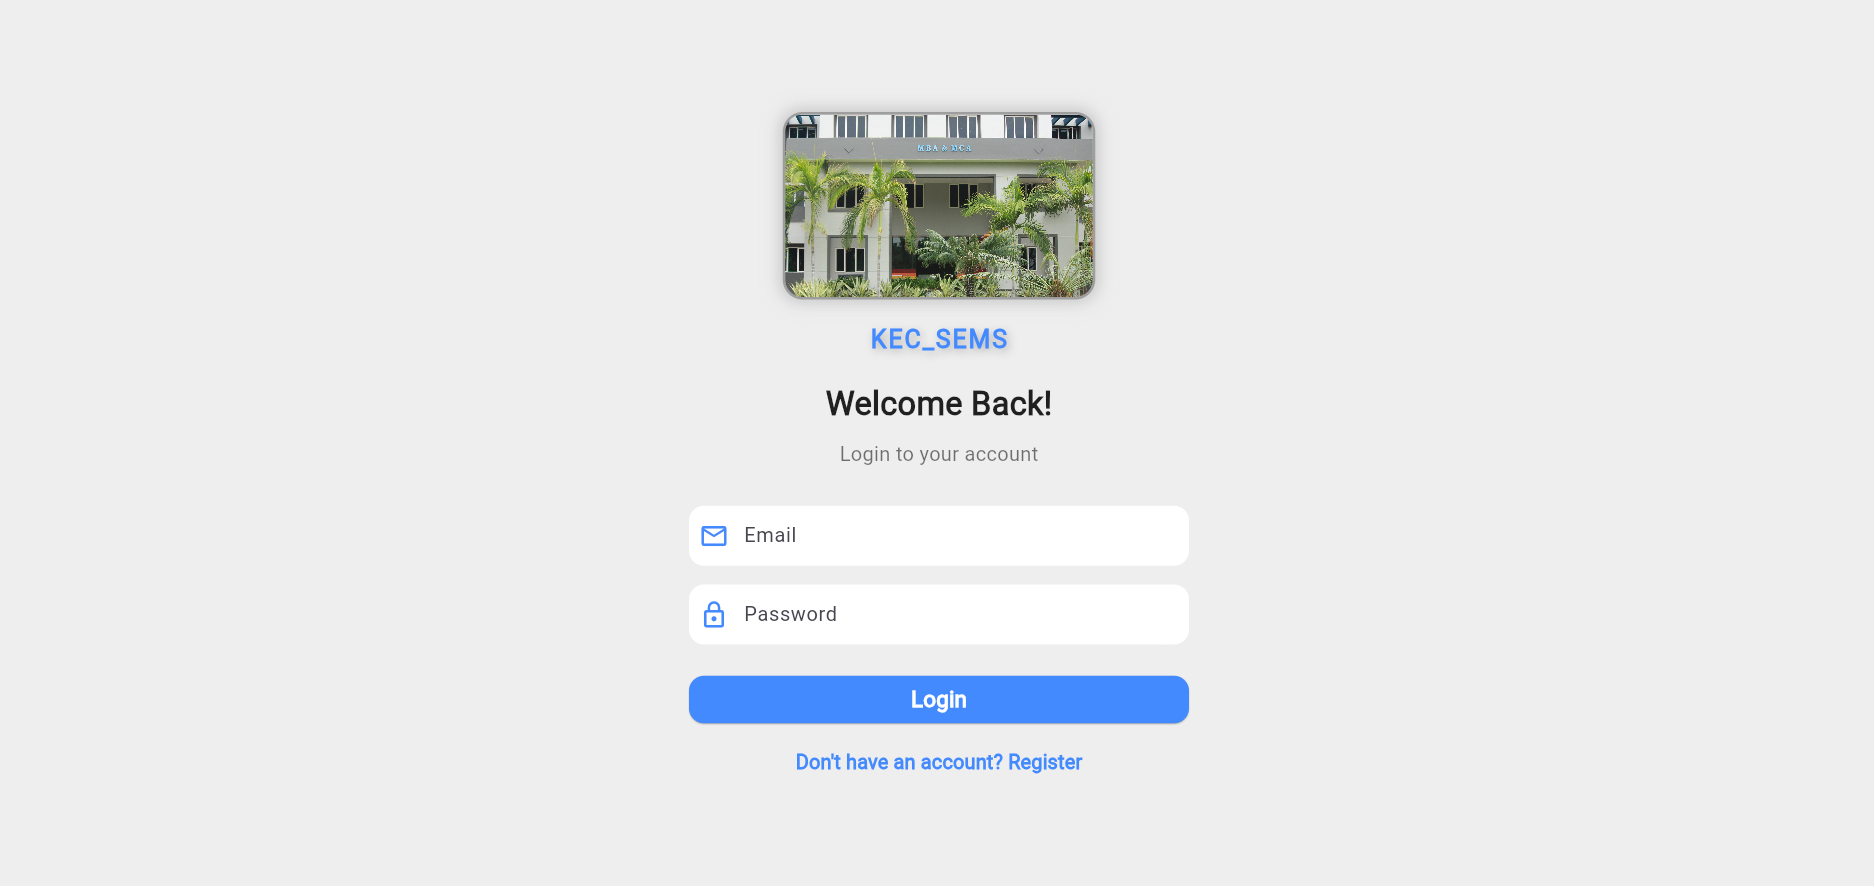 MBA & MCA
KEC_SEMS
Welcome Back!
Login to your account
Email
Password
Login
Don't have an account? Register